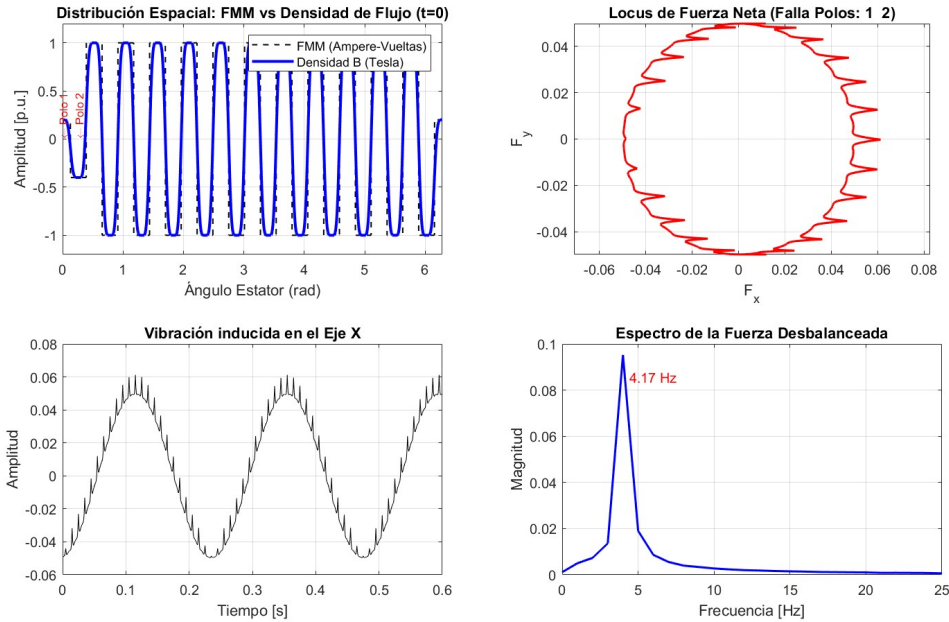 Distribución Espacial: FMM vs Densidad de Flujo (t=0)
FMM (Ampere-Vueltas)
Densidad B (Tesla)
← Polo 1
← Polo 2
Amplitud [p.u.]
1
0.5
0
-0.5
-1
0 1 2 3 4 5 6
Ángulo Estator (rad)
Locus de Fuerza Neta (Falla Polos: 1 2)
F_y
0.04
0.02
0
-0.02
-0.04
-0.06 -0.04 -0.02 0 0.02 0.04 0.06 0.08
F_x
Vibración inducida en el Eje X
Amplitud
0.08
0.06
0.04
0.02
0
-0.02
-0.04
-0.06
0 0.1 0.2 0.3 0.4 0.5 0.6
Tiempo [s]
Espectro de la Fuerza Desbalanceada
4.17 Hz
Magnitud
0.1
0.08
0.06
0.04
0.02
0
0 5 10 15 20 25
Frecuencia [Hz]